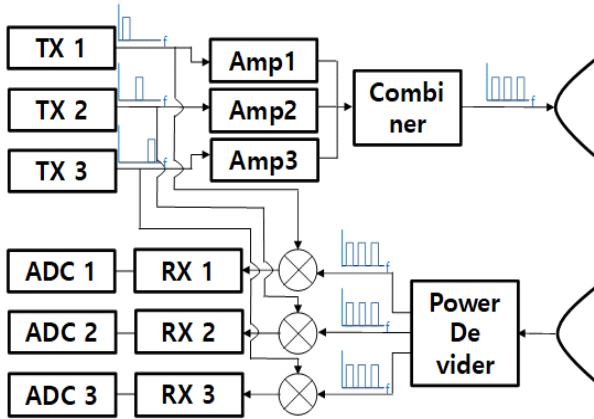 f
TX 1
Amp1
f
TX 2
Amp2
Combi
ner
f
f
TX 3
Amp3
f
ADC 1
RX 1
Power
De
vider
f
ADC 2
RX 2
f
ADC 3
RX 3